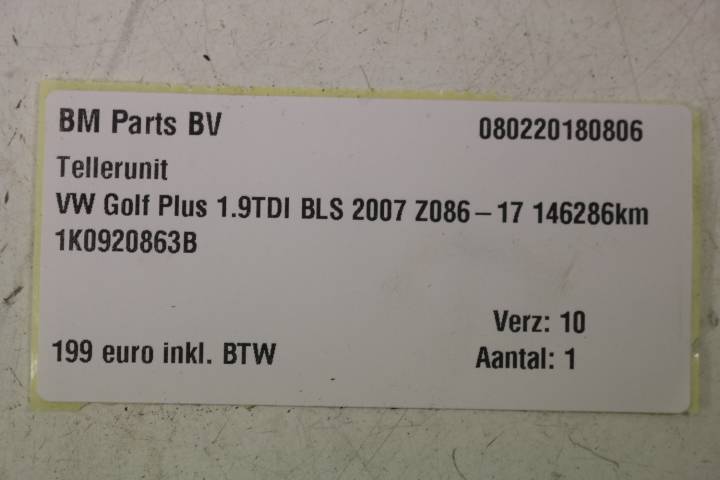 BM Parts BV 080220180806
Tellerunit
VW Golf Plus 1.9TDI BLS 2007 Z086-17 146286km
1K0920863B
Verz: 10
199 euro inkl. BTW Aantal: 1